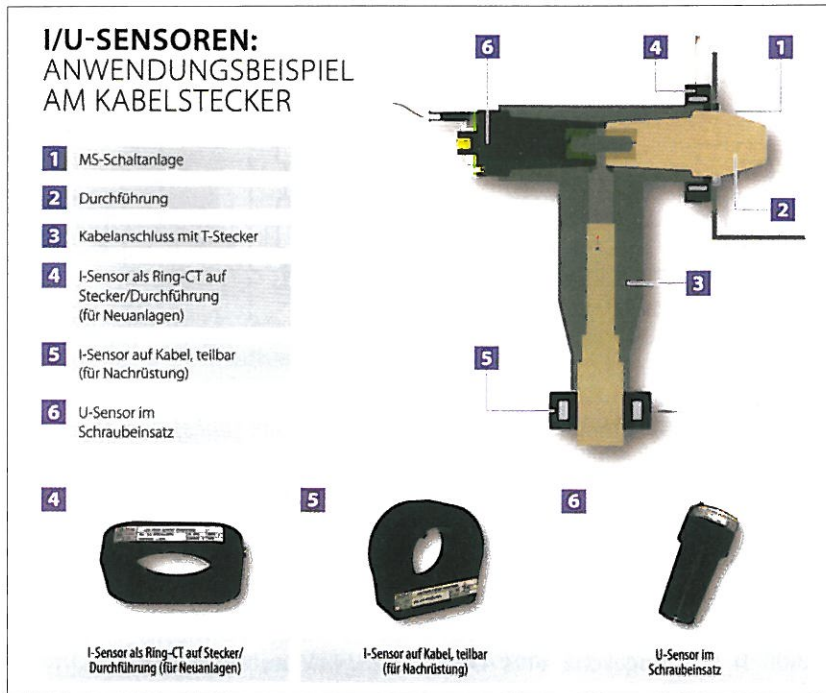 I/U-SENSOREN:
ANWENDUNGSBEISPIEL
AM KABELSTECKER
1 MS-Schaltanlage
2 Durchführung
3 Kabelanschluss mit T-Stecker
4 I-Sensor als Ring-CT auf
Stecker/Durchführung
(für Neuanlagen)
5 I-Sensor auf Kabel, teilbar
(für Nachrüstung)
6 U-Sensor im
Schraubeinsatz
6
4
1
2
3
5
4
5
6
I-Sensor als Ring-CT auf Stecker/
Durchführung (für Neuanlagen)
I-Sensor auf Kabel, teilbar
(für Nachrüstung)
U-Sensor im
Schraubeinsatz